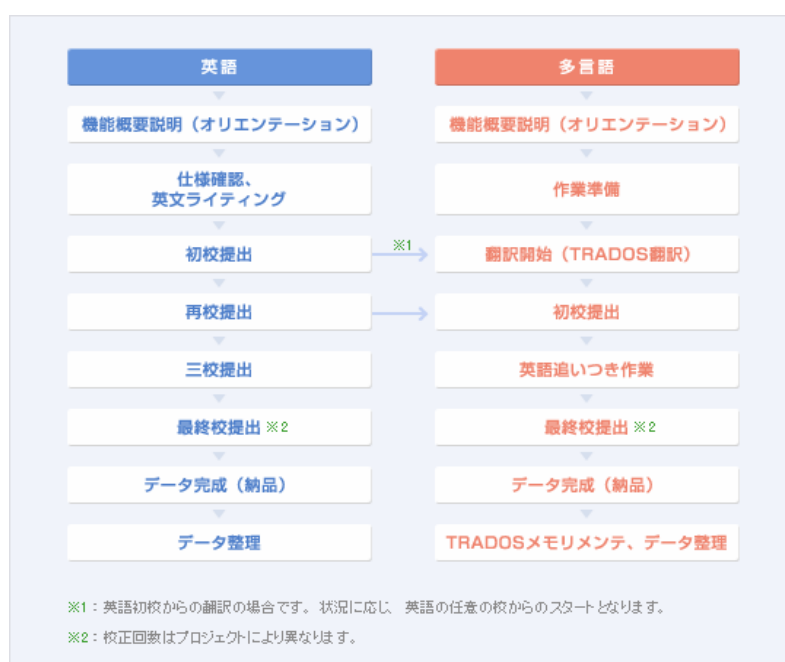 英語
多言語
機能概要説明（オリエンテーション）
機能概要説明（オリエンテーション）
仕様確認、
英文ライティング
作業準備
初校提出
※1
翻訳開始（TRADOS翻訳）
再校提出
初校提出
三校提出
英語追いつき作業
最終校提出 ※2
最終校提出 ※2
データ完成（納品）
データ完成（納品）
データ整理
TRADOSメモリメンテ、データ整理
※1：英語初校からの翻訳の場合です。状況に応じ、英語の任意の校からのスタートとなります。
※2：校正回数はプロジェクトにより異なります。